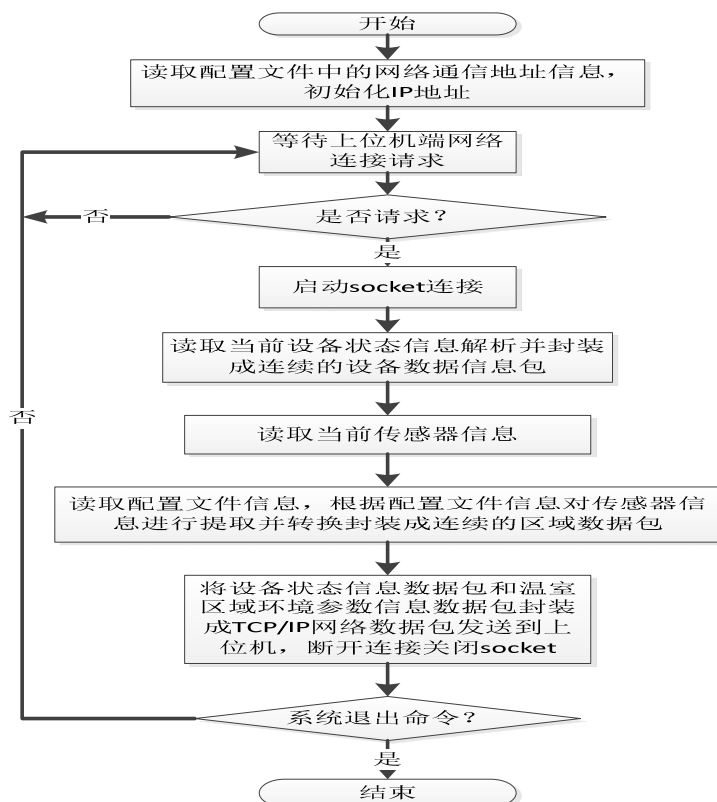 开始
读取配置文件中的网络通信地址信息，
初始化IP地址
等待上位机端网络
连接请求
是否请求？
否
是
启动socket连接
读取当前设备状态信息解析并封装
成连续的设备数据信息包
否
读取当前传感器信息
读取配置文件信息，根据配置文件信息对传感器信
息进行提取并转换封装成连续的区域数据包
将设备状态信息数据包和温室
区域环境参数信息数据包封装
成TCP/IP网络数据包发送到上
位机，断开连接关闭socket
系统退出命令？
是
结束